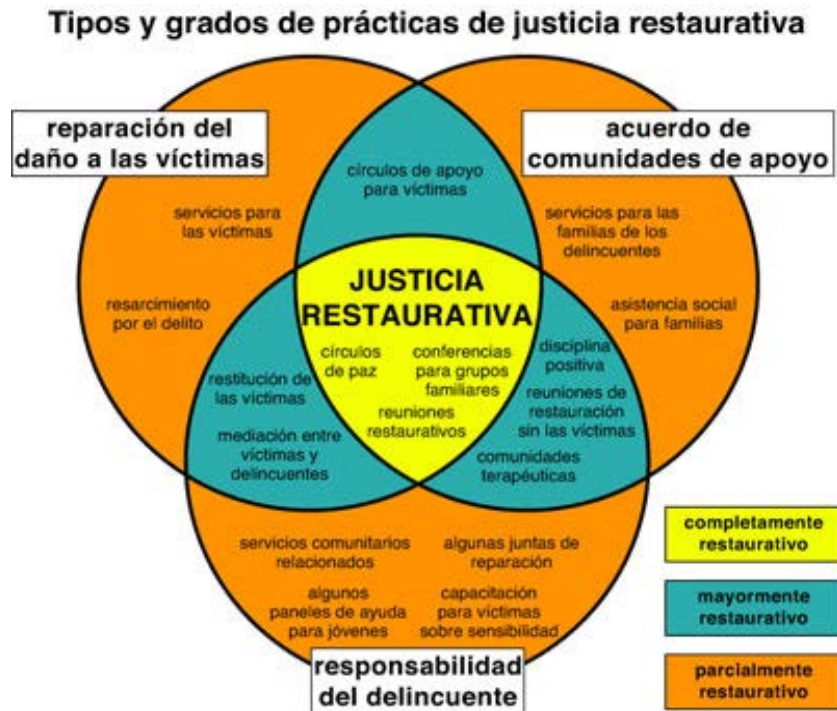 Tipos y grados de prácticas de justicia restaurativa
reparación del
daño a las víctimas
acuerdo de
comunidades de apoyo
círculos de apoyo
para víctimas
servicios para
las víctimas
servicios para las
familias de los
delincuentes
resarcimiento
por el delito
asistencia social
para familias
JUSTICIA
RESTAURATIVA
círculos
de paz
conferencias
para grupos
familiares
reuniones
restaurativos
restitución de
las víctimas
mediación entre
víctimas y
delincuentes
disciplina
positiva
reuniones de
restauración
sin las víctimas
comunidades
terapéuticas
servicios comunitarios
relacionados
algunas juntas de
reparación
algunos
paneles de ayuda
para jóvenes
capacitación
para víctimas
sobre sensibilidad
responsabilidad
del delincuente
completamente
restaurativo
mayormente
restaurativo
parcialmente
restaurativo